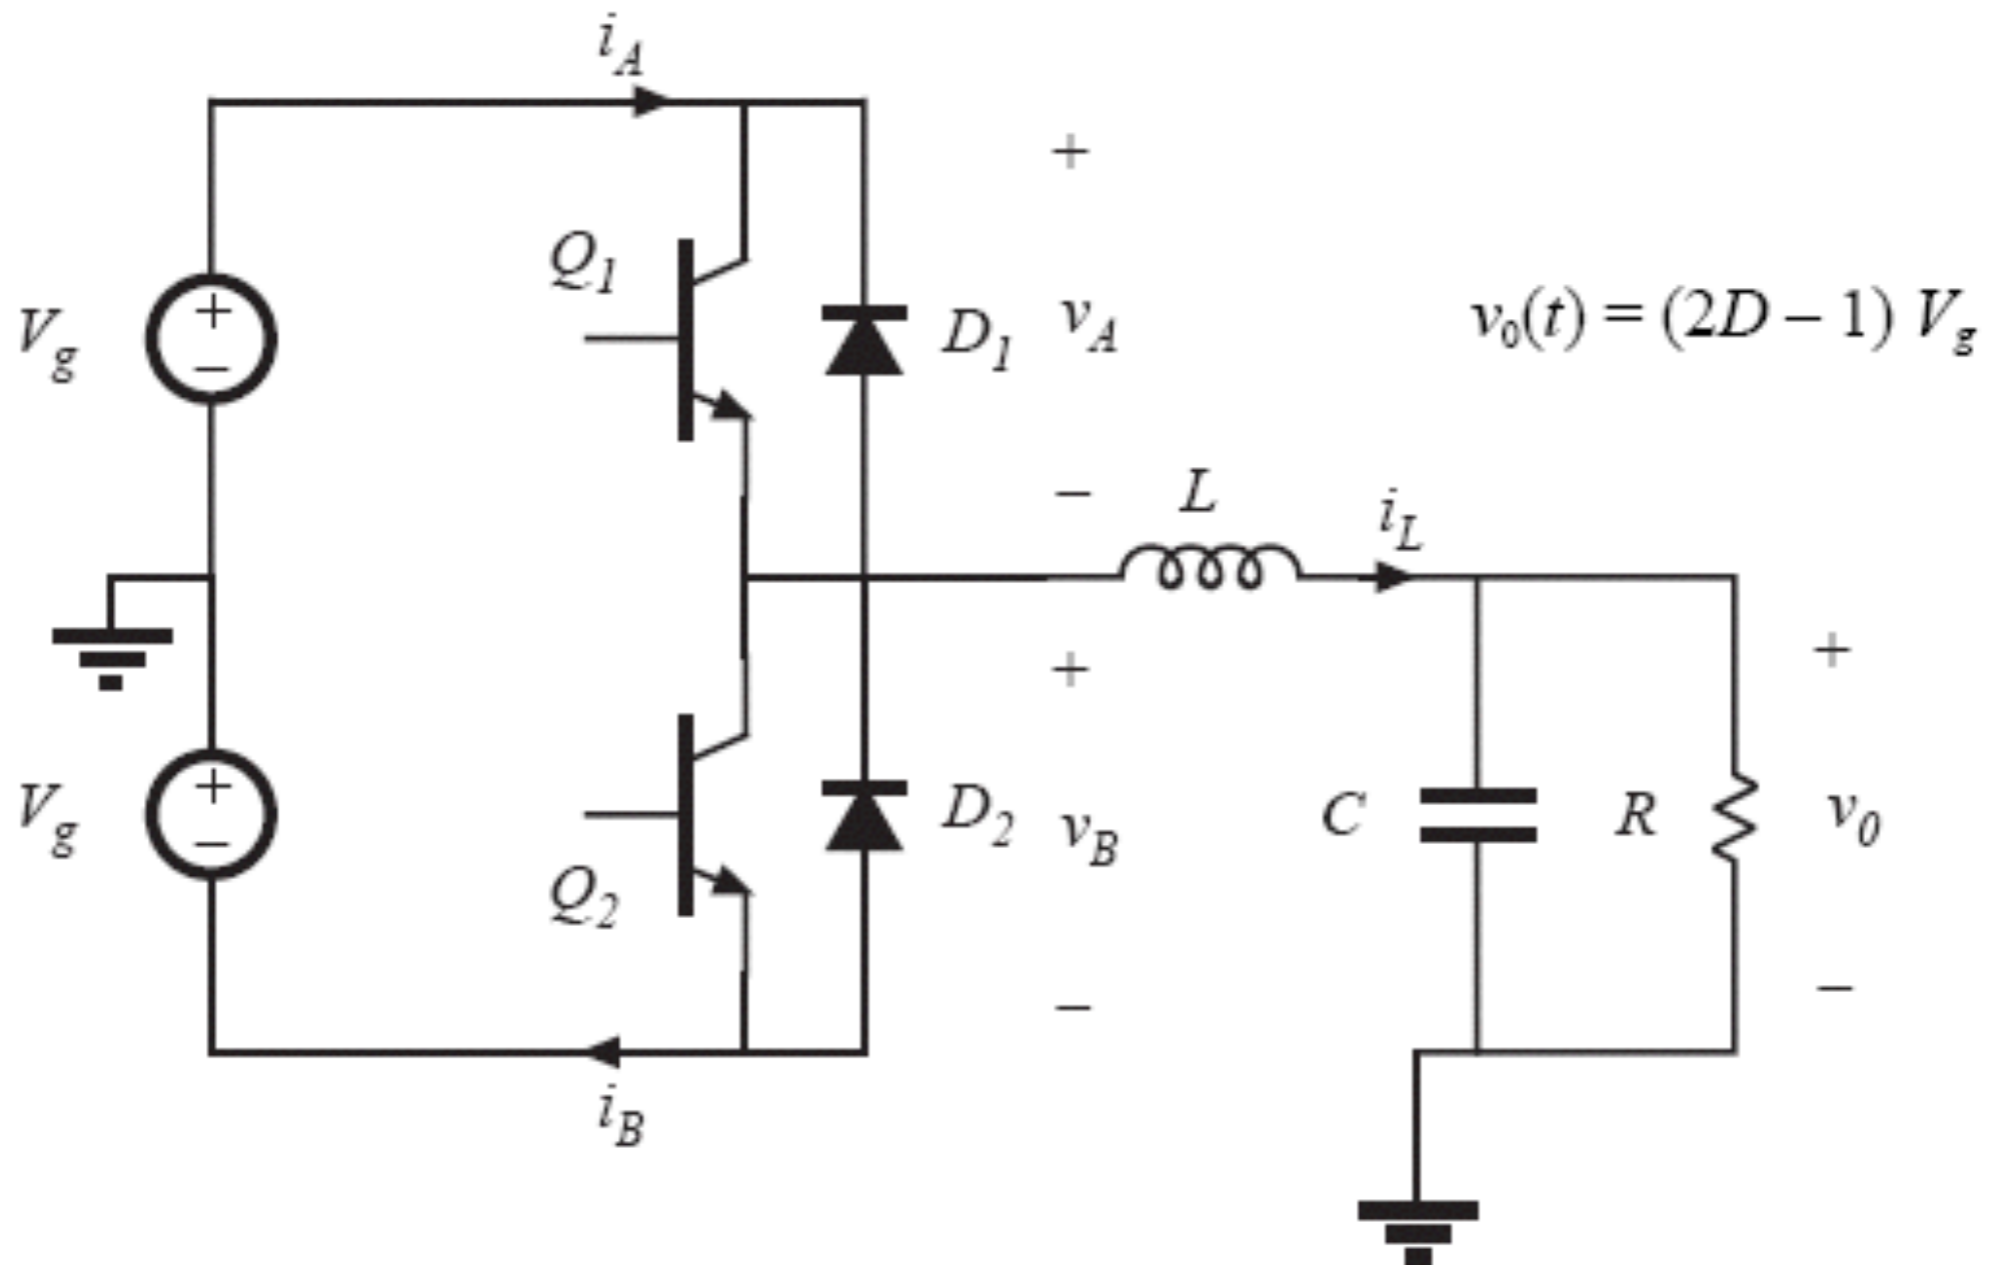 i_A
+
Q_1
V_g
+
−
D_1
v_A
v_0(t) = (2D − 1) V_g
−
L
i_L
+
+
V_g
+
−
Q_2
D_2
v_B
C
R
v_0
−
−
i_B